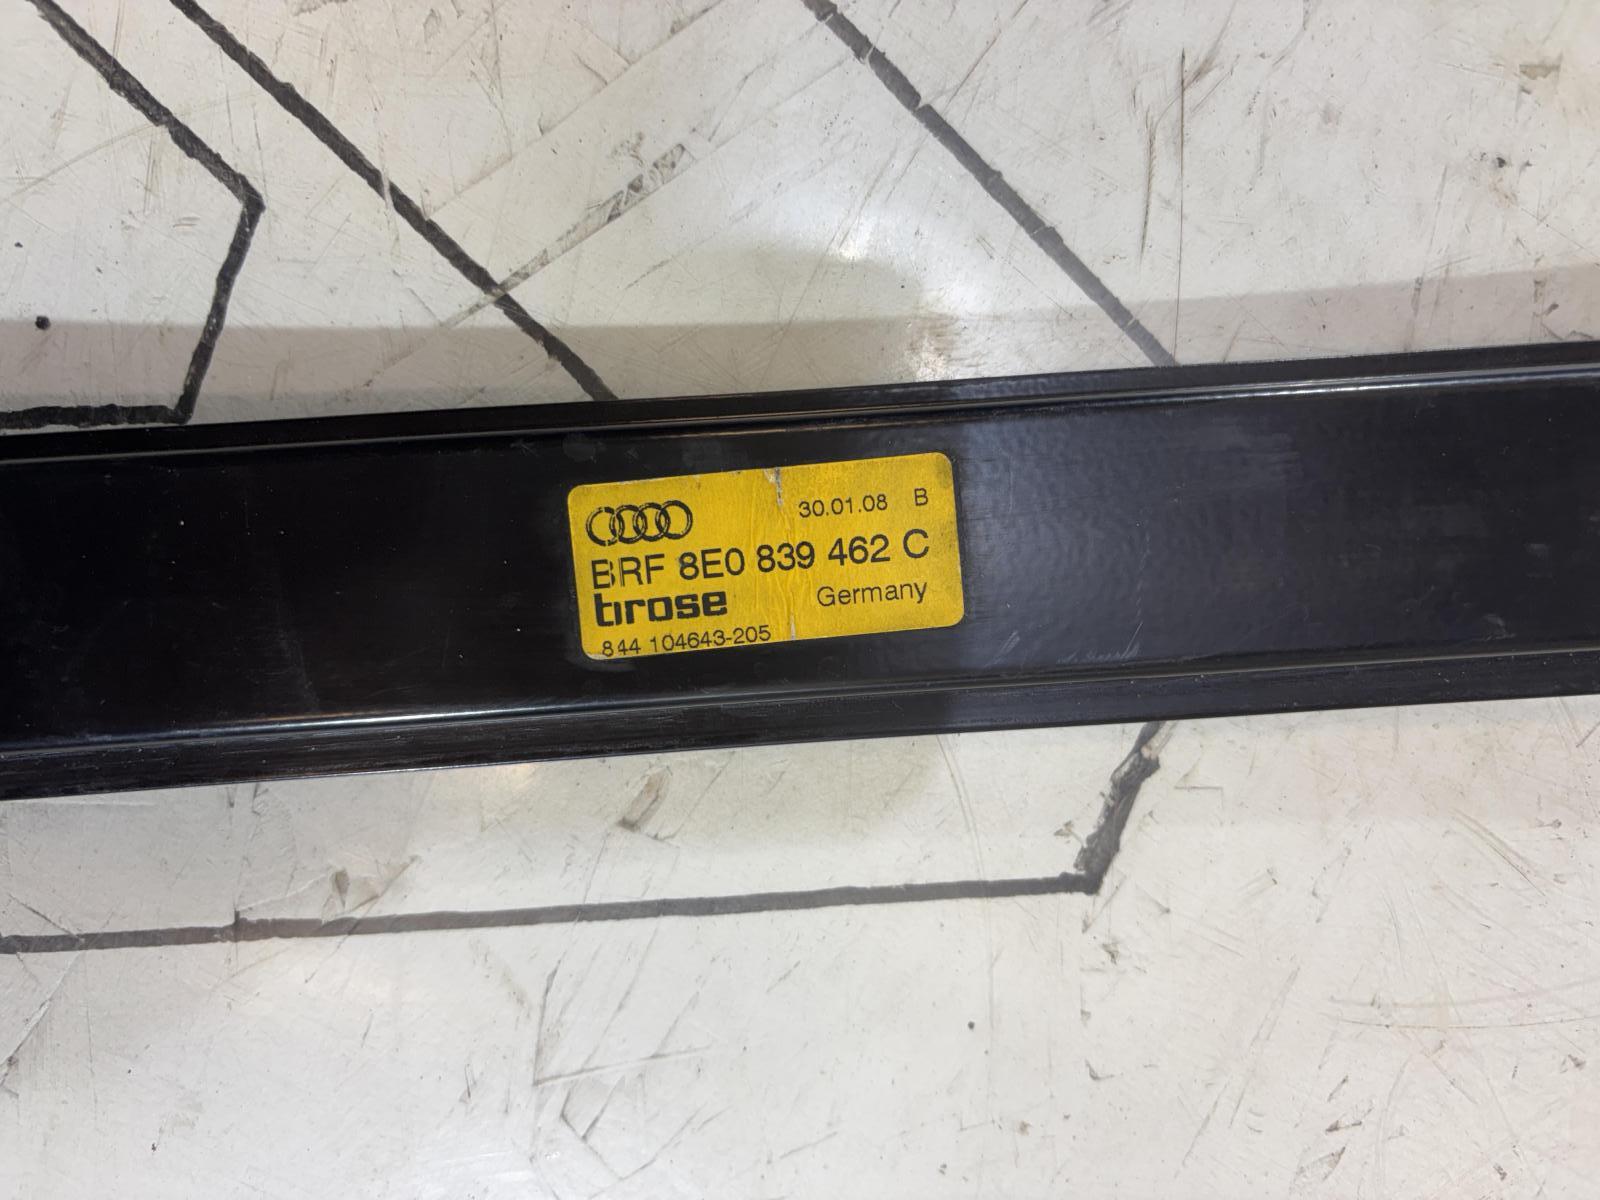 30.01.08 B
BRF 8E0 839 462 C
brose Germany
844 104643-205